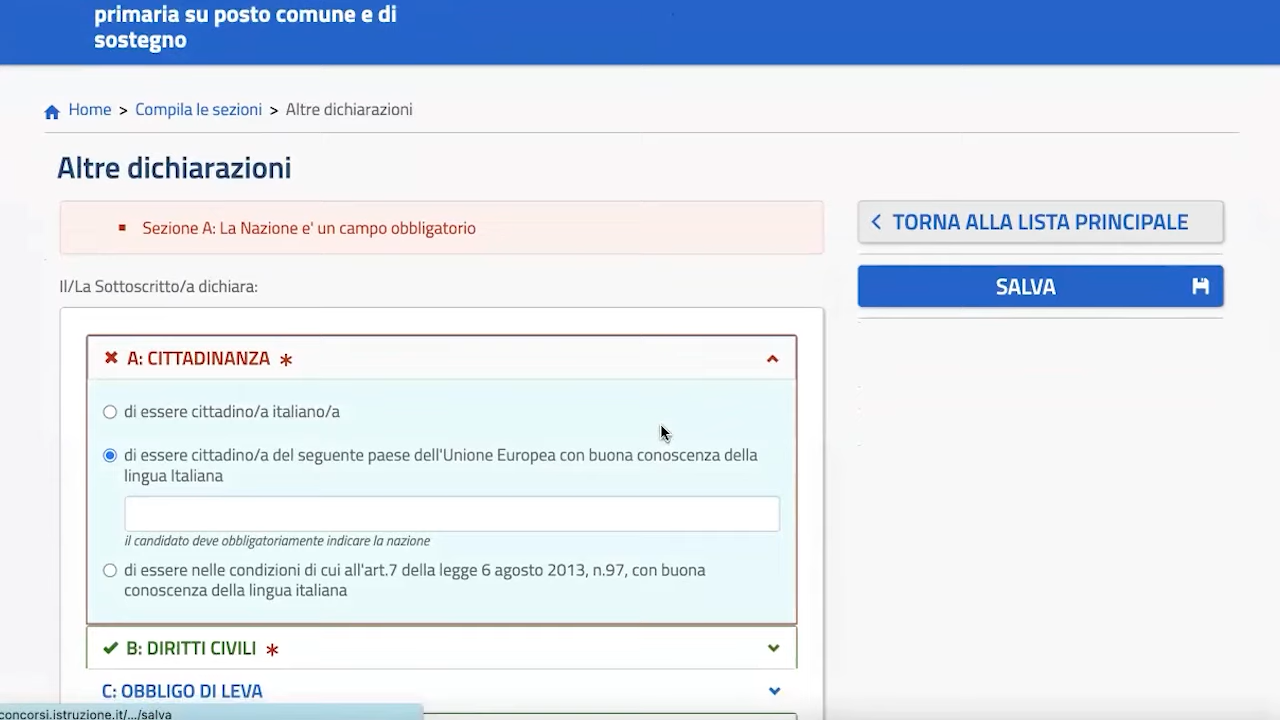 primaria su posto comune e di
sostegno
Home > Compila le sezioni > Altre dichiarazioni
Altre dichiarazioni
Sezione A: La Nazione e' un campo obbligatorio
TORNA ALLA LISTA PRINCIPALE
SALVA
Il/La Sottoscritto/a dichiara:
A: CITTADINANZA *
di essere cittadino/a italiano/a
di essere cittadino/a del seguente paese dell'Unione Europea con buona conoscenza della
lingua Italiana
il candidato deve obbligatoriamente indicare la nazione
di essere nelle condizioni di cui all'art.7 della legge 6 agosto 2013, n.97, con buona
conoscenza della lingua italiana
B: DIRITTI CIVILI *
C: OBBLIGO DI LEVA
concorsi.istruzione.it/.../salva